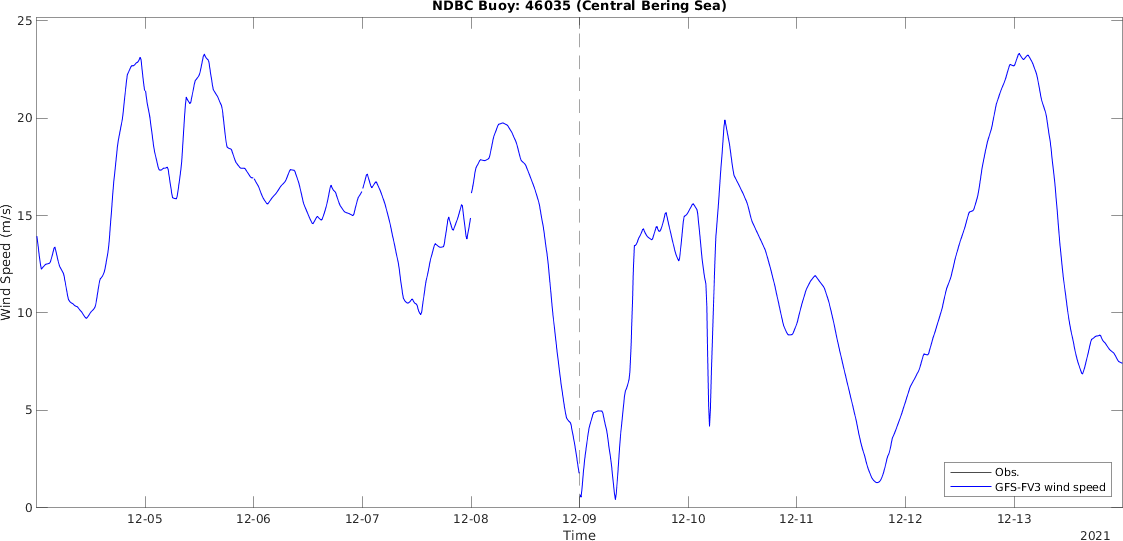 NDBC Buoy: 46035 (Central Bering Sea)
25
20
15
10
5
0
Wind Speed (m/s)
12-05 12-06 12-07 12-08 12-09 12-10 12-11 12-12 12-13
Time
2021
Obs.
GFS-FV3 wind speed